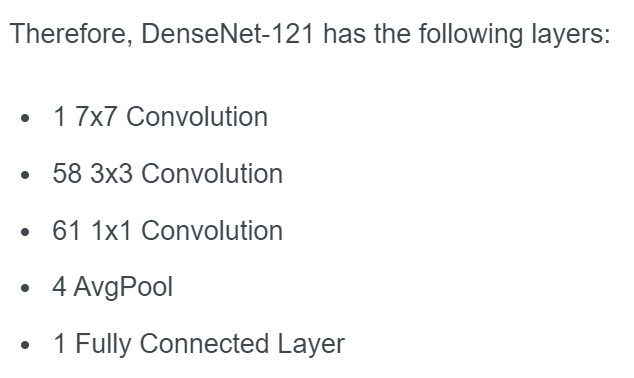 Therefore, DenseNet-121 has the following layers:
• 1 7x7 Convolution
• 58 3x3 Convolution
• 61 1x1 Convolution
• 4 AvgPool
• 1 Fully Connected Layer